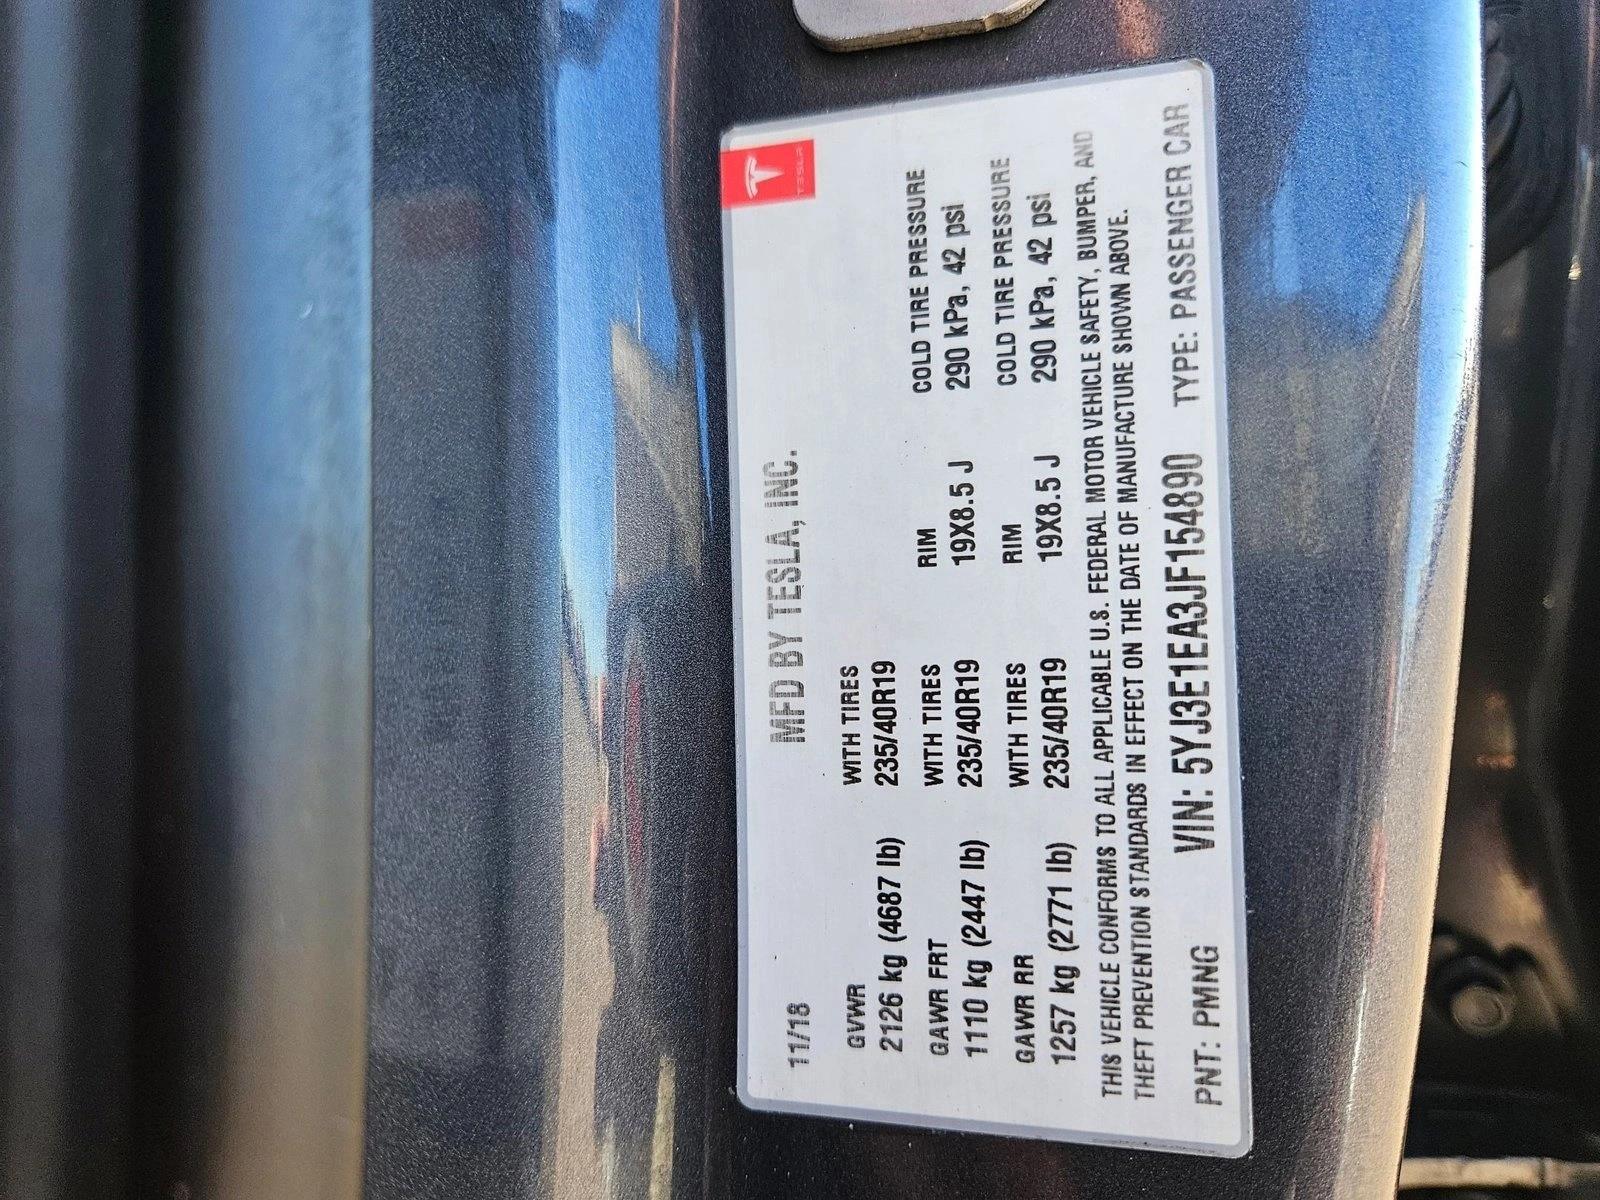 TESLA
MFD BY TESLA, INC.
11/18
GVWR WITH TIRES
2126 kg (4687 lb) 235/40R19
GAWR FRT WITH TIRES RIM COLD TIRE PRESSURE
1110 kg (2447 lb) 235/40R19 19X8.5 J 290 kPa, 42 psi
GAWR RR WITH TIRES RIM COLD TIRE PRESSURE
1257 kg (2771 lb) 235/40R19 19X8.5 J 290 kPa, 42 psi
THIS VEHICLE CONFORMS TO ALL APPLICABLE U.S. FEDERAL MOTOR VEHICLE SAFETY, BUMPER, AND
THEFT PREVENTION STANDARDS IN EFFECT ON THE DATE OF MANUFACTURE SHOWN ABOVE.
PNT: PMNG VIN: 5YJ3E1EA3JF154890 TYPE: PASSENGER CAR